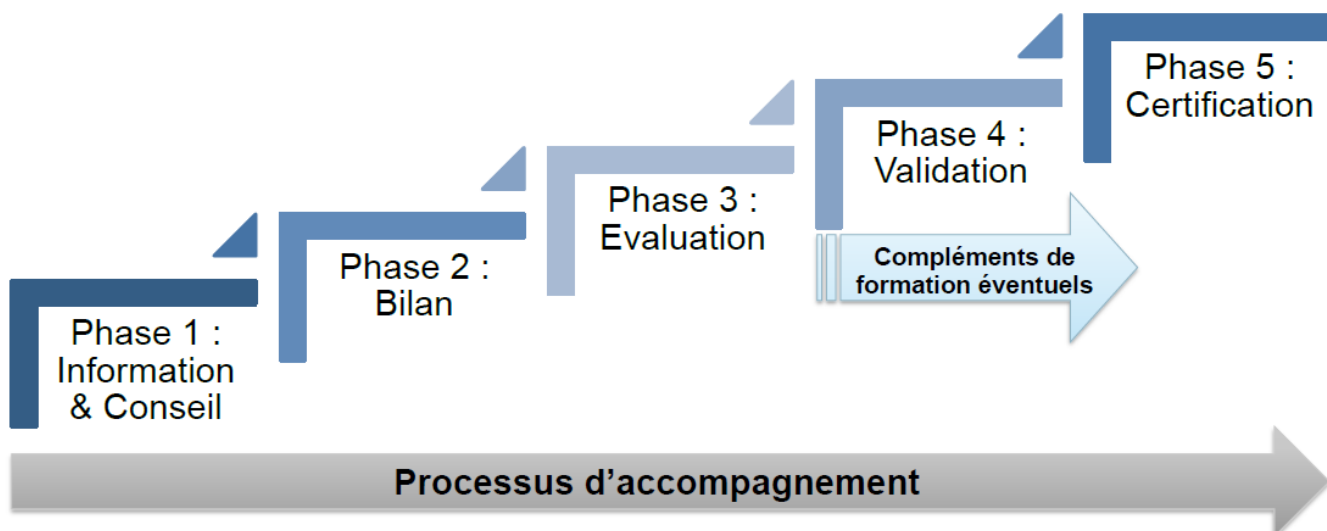 Phase 1 :
Information
& Conseil
Phase 2 :
Bilan
Phase 3 :
Evaluation
Phase 4 :
Validation
Phase 5 :
Certification
Compléments de
formation éventuels
Processus d’accompagnement